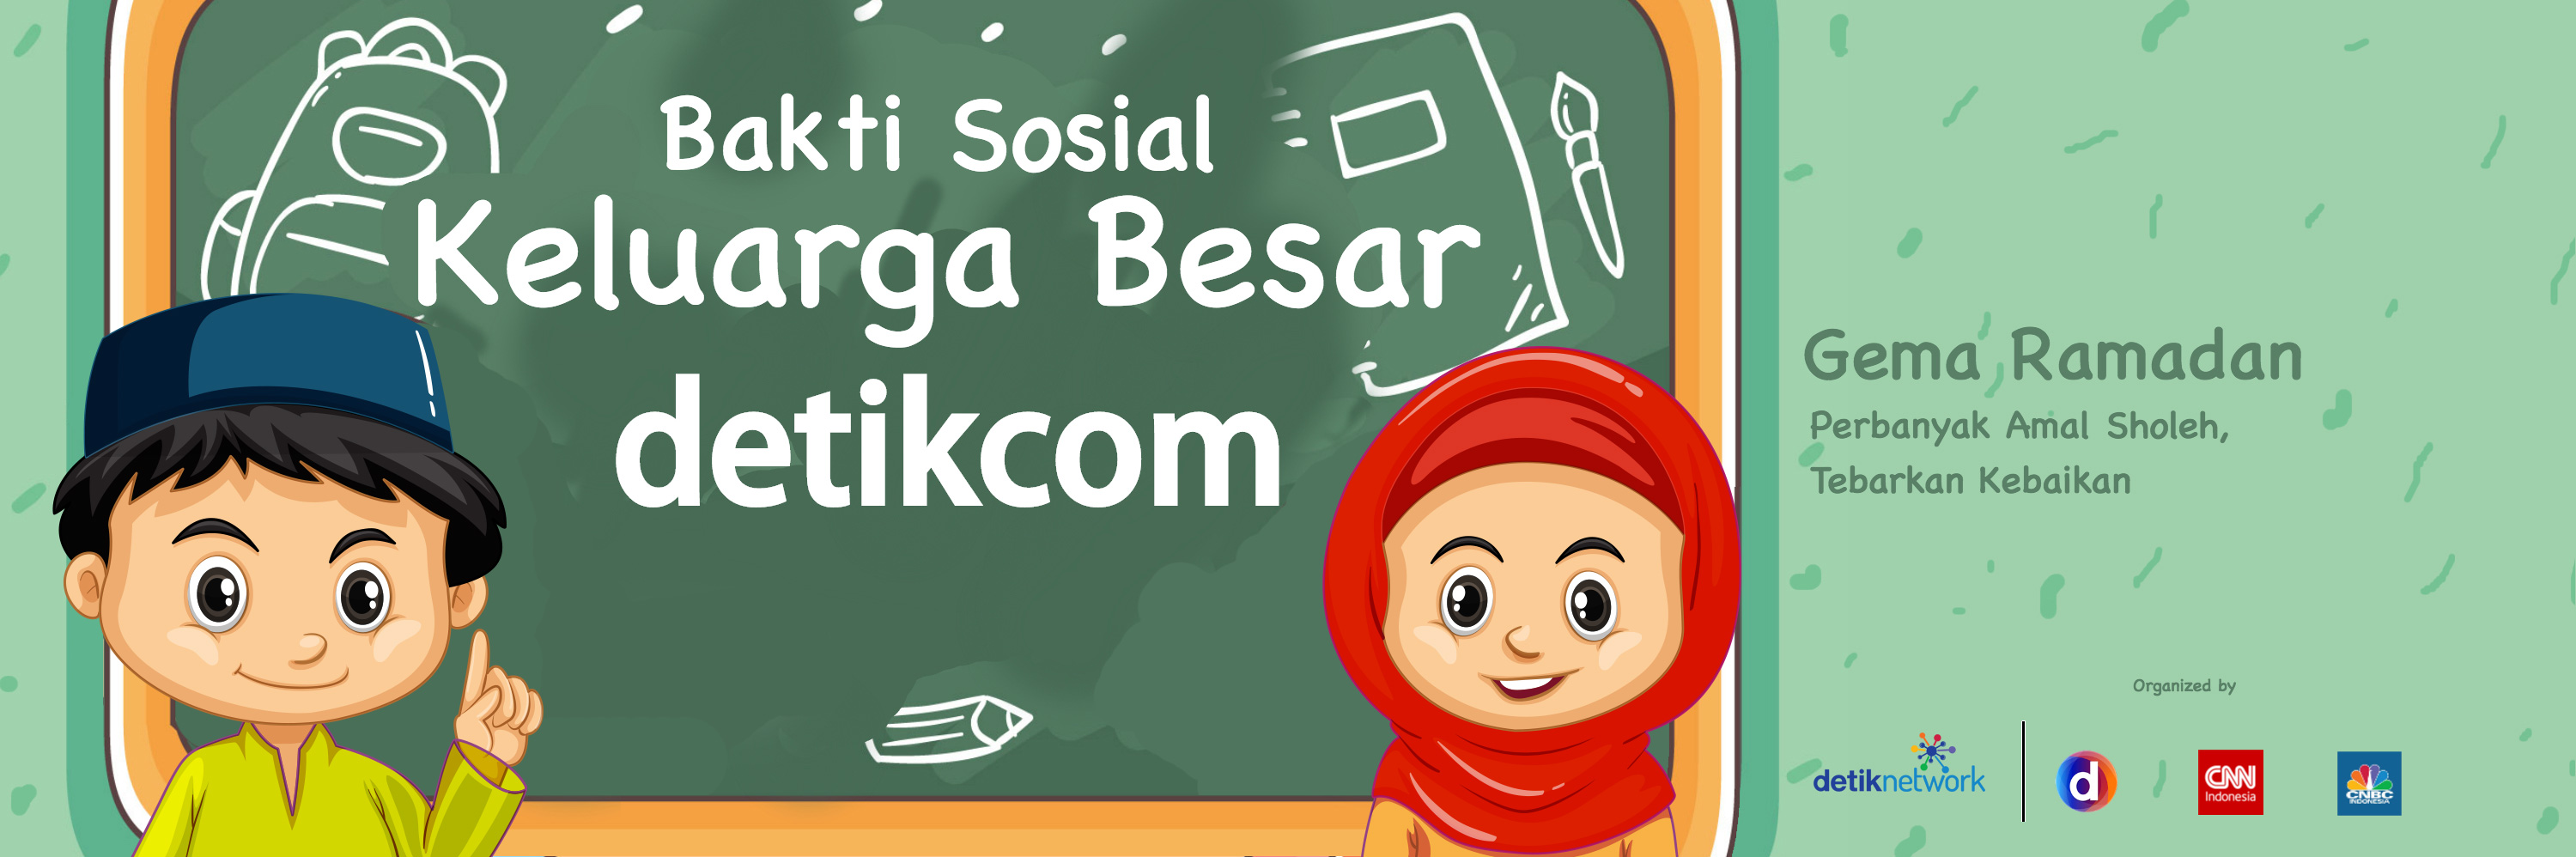 Bakti Sosial
Keluarga Besar
detikcom
Gema Ramadan
Perbanyak Amal Sholeh,
Tebarkan Kebaikan
Organized by
detiknetwork
d
CNN
Indonesia
CNBC
INDONESIA